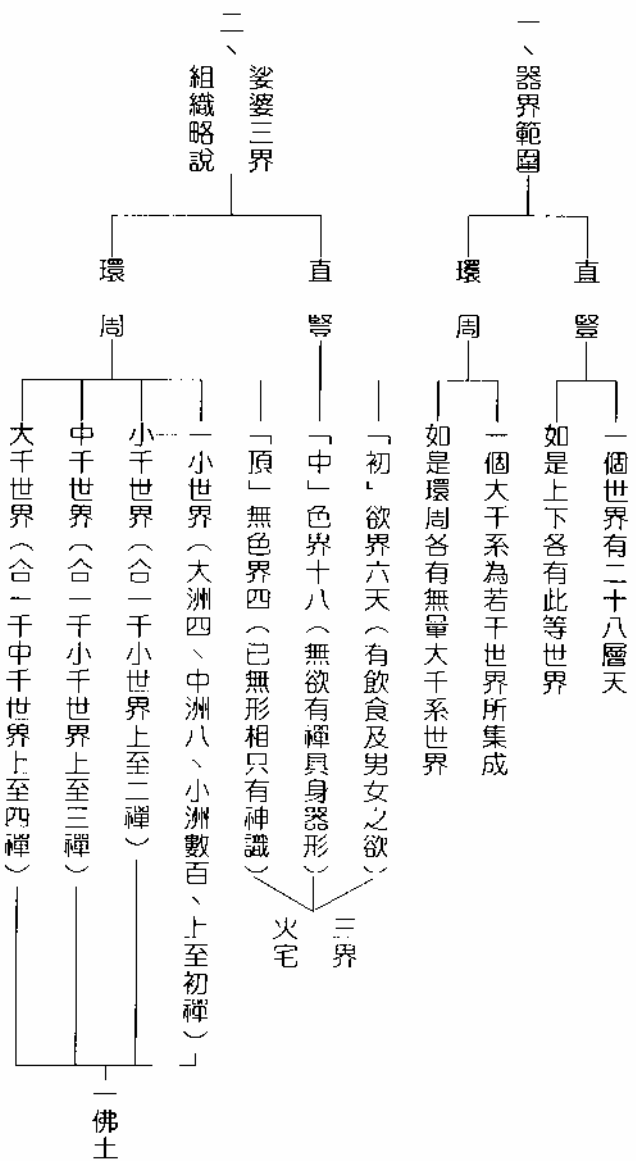 一、器界範圍
直豎
一個世界有二十八層天
如是上下各有此等世界
環周
一個大千系為若干世界所集成
如是環周各有無量大千系世界
二、娑婆三界
組織略說
直豎
「初」欲界六天（有飲食及男女之欲）
「中」色界十八（無欲有禪具身器形）
「頂」無色界四（已無形相只有神識）
三界
火宅
環周
一小世界（大洲四、中洲八、小洲數百、上至初禪）
小千世界（合一千小世界上至二禪）
中千世界（合一千小千世界上至三禪）
大千世界（合一千中千世界上至四禪）
一佛土